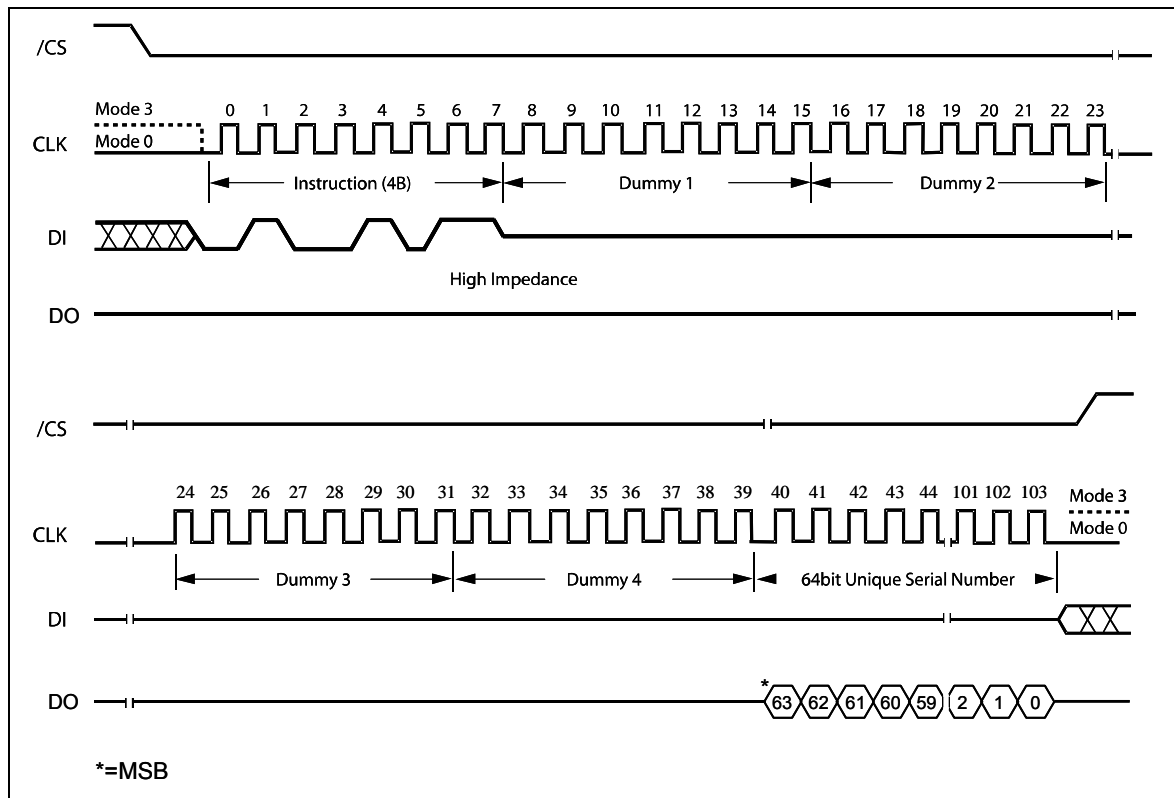 /CS
Mode 3
0 1 2 3 4 5 6 7 8 9 10 11 12 13 14 15 16 17 18 19 20 21 22 23
CLK
Mode 0
Instruction (4B) Dummy 1 Dummy 2
DI
High Impedance
DO
/CS
24 25 26 27 28 29 30 31 32 33 34 35 36 37 38 39 40 41 42 43 44 101 102 103
Mode 3
CLK
Mode 0
Dummy 3 Dummy 4 64bit Unique Serial Number
DI
DO
* 63 62 61 60 59 2 1 0
*=MSB